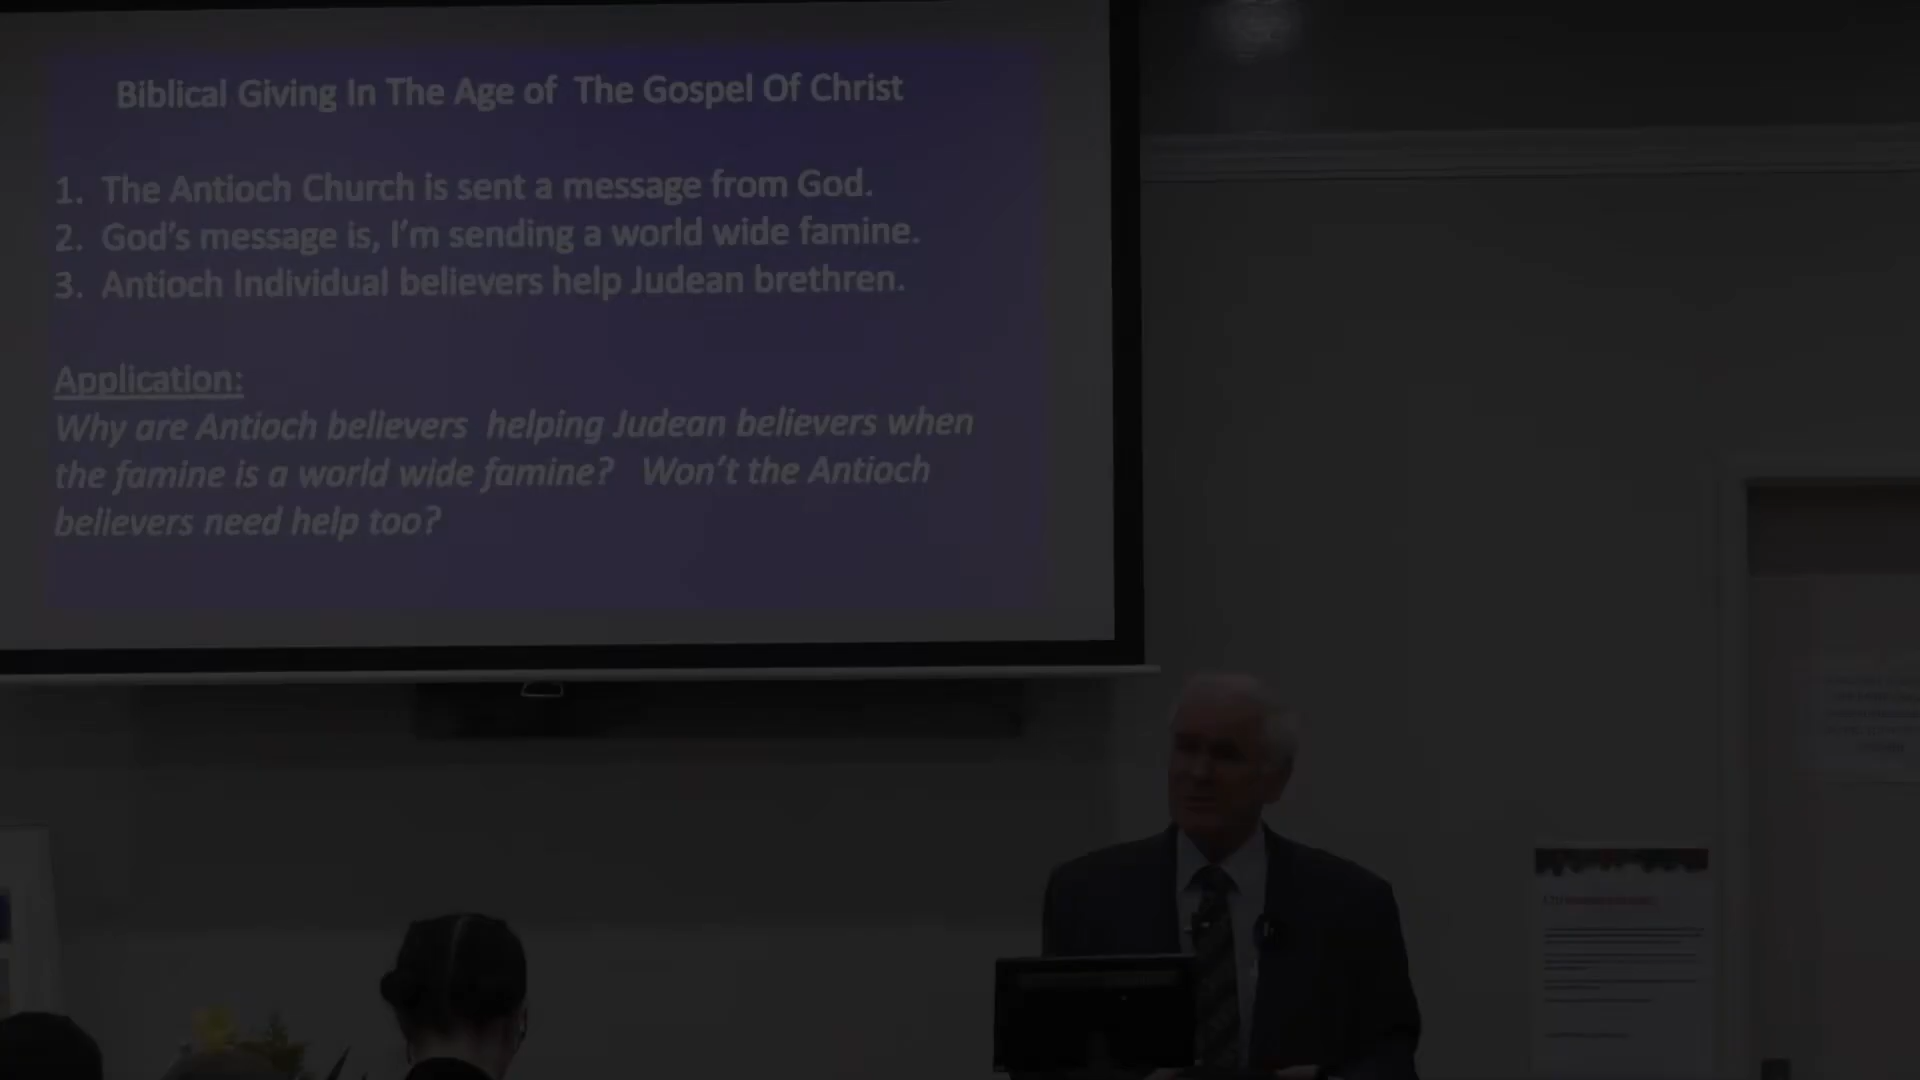 Biblical Giving In The Age of The Gospel Of Christ
1. The Antioch Church is sent a message from God.
2. God's message is, I'm sending a world wide famine.
3. Antioch Individual believers help Judean brethren.
Application:
Why are Antioch believers helping Judean believers when
the famine is a world wide famine? Won't the Antioch
believers need help too?